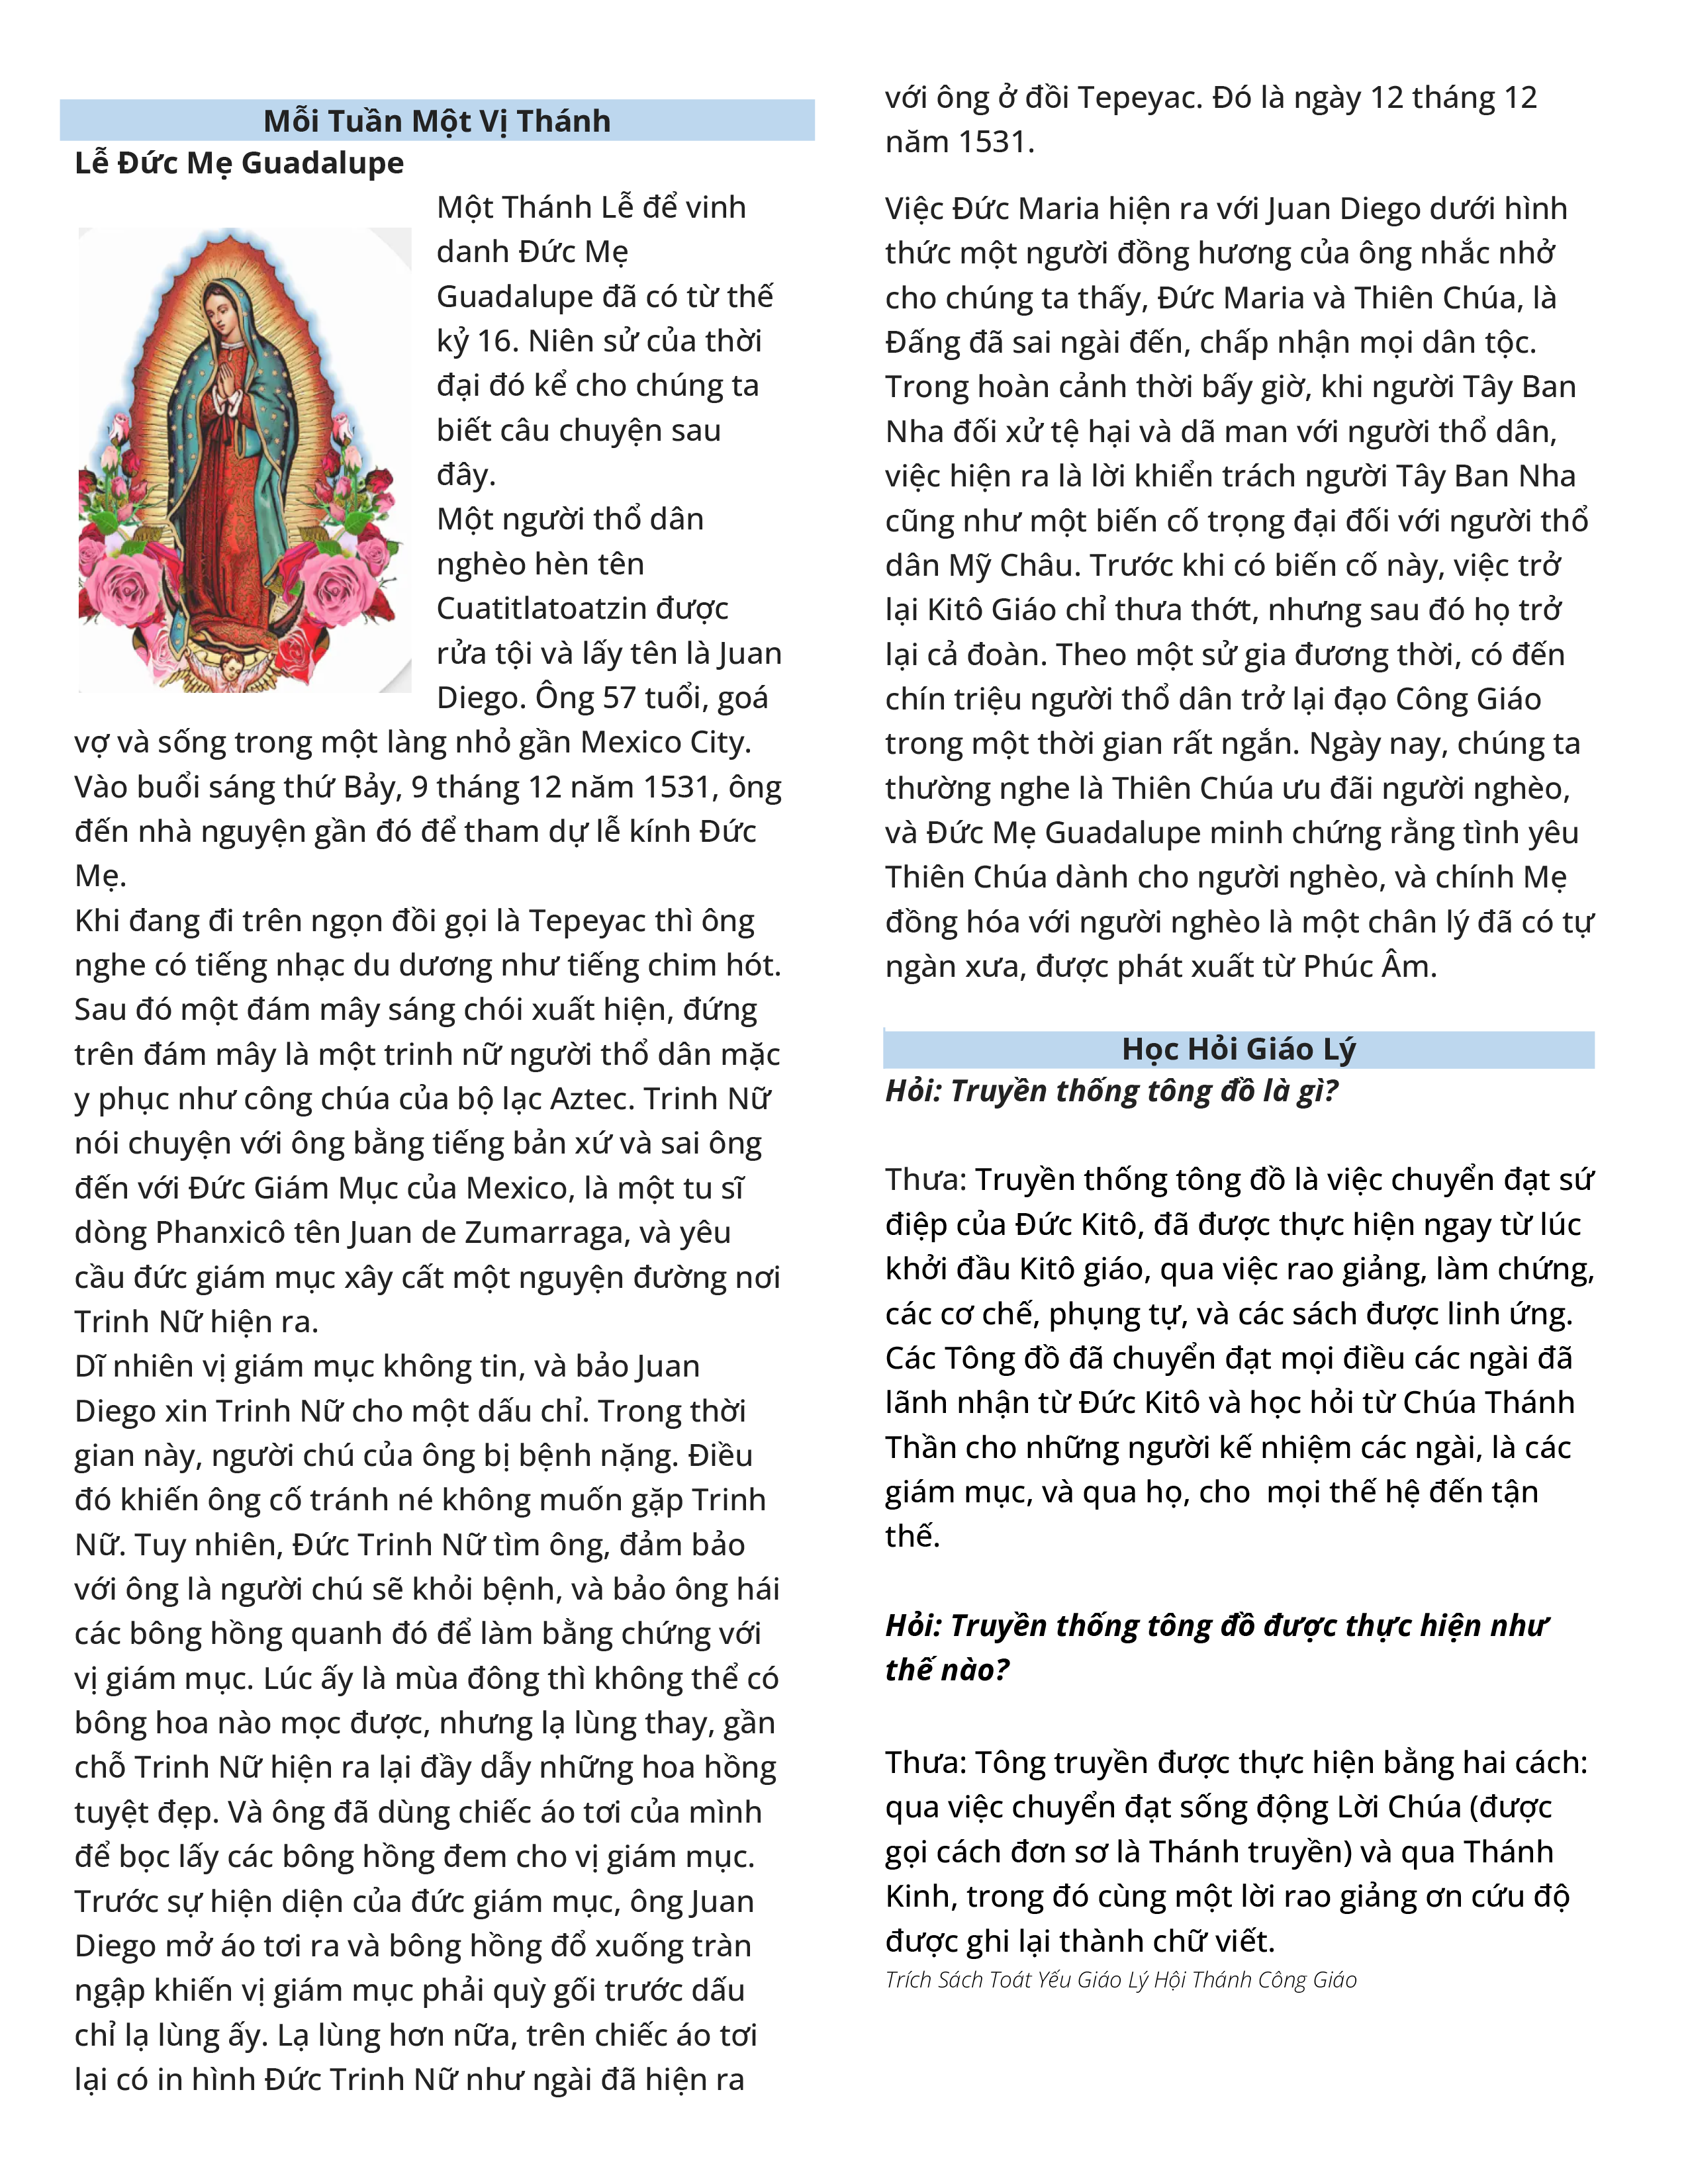 Mỗi Tuần Một Vị Thánh
Lễ Đức Mẹ Guadalupe
Một Thánh Lễ để vinh
danh Đức Mẹ
Guadalupe đã có từ thế
kỷ 16. Niên sử của thời
đại đó kể cho chúng ta
biết câu chuyện sau
đây.
Một người thổ dân
nghèo hèn tên
Cuatitlatoatzin được
rửa tội và lấy tên là Juan
Diego. Ông 57 tuổi, goá
vợ và sống trong một làng nhỏ gần Mexico City.
Vào buổi sáng thứ Bảy, 9 tháng 12 năm 1531, ông
đến nhà nguyện gần đó để tham dự lễ kính Đức
Mẹ.
Khi đang đi trên ngọn đồi gọi là Tepeyac thì ông
nghe có tiếng nhạc du dương như tiếng chim hót.
Sau đó một đám mây sáng chói xuất hiện, đứng
trên đám mây là một trinh nữ người thổ dân mặc
y phục như công chúa của bộ lạc Aztec. Trinh Nữ
nói chuyện với ông bằng tiếng bản xứ và sai ông
đến với Đức Giám Mục của Mexico, là một tu sĩ
dòng Phanxicô tên Juan de Zumarraga, và yêu
cầu đức giám mục xây cất một nguyện đường nơi
Trinh Nữ hiện ra.
Dĩ nhiên vị giám mục không tin, và bảo Juan
Diego xin Trinh Nữ cho một dấu chỉ. Trong thời
gian này, người chú của ông bị bệnh nặng. Điều
đó khiến ông cố tránh né không muốn gặp Trinh
Nữ. Tuy nhiên, Đức Trinh Nữ tìm ông, đảm bảo
với ông là người chú sẽ khỏi bệnh, và bảo ông hái
các bông hồng quanh đó để làm bằng chứng với
vị giám mục. Lúc ấy là mùa đông thì không thể có
bông hoa nào mọc được, nhưng lạ lùng thay, gần
chỗ Trinh Nữ hiện ra lại đầy dẫy những hoa hồng
tuyệt đẹp. Và ông đã dùng chiếc áo tơi của mình
để bọc lấy các bông hồng đem cho vị giám mục.
Trước sự hiện diện của đức giám mục, ông Juan
Diego mở áo tơi ra và bông hồng đổ xuống tràn
ngập khiến vị giám mục phải quỳ gối trước dấu
chỉ lạ lùng ấy. Lạ lùng hơn nữa, trên chiếc áo tơi
lại có in hình Đức Trinh Nữ như ngài đã hiện ra
với ông ở đồi Tepeyac. Đó là ngày 12 tháng 12
năm 1531.
Việc Đức Maria hiện ra với Juan Diego dưới hình
thức một người đồng hương của ông nhắc nhở
cho chúng ta thấy, Đức Maria và Thiên Chúa, là
Đấng đã sai ngài đến, chấp nhận mọi dân tộc.
Trong hoàn cảnh thời bấy giờ, khi người Tây Ban
Nha đối xử tệ hại và dã man với người thổ dân,
việc hiện ra là lời khiển trách người Tây Ban Nha
cũng như một biến cố trọng đại đối với người thổ
dân Mỹ Châu. Trước khi có biến cố này, việc trở
lại Kitô Giáo chỉ thưa thớt, nhưng sau đó họ trở
lại cả đoàn. Theo một sử gia đương thời, có đến
chín triệu người thổ dân trở lại đạo Công Giáo
trong một thời gian rất ngắn. Ngày nay, chúng ta
thường nghe là Thiên Chúa ưu đãi người nghèo,
và Đức Mẹ Guadalupe minh chứng rằng tình yêu
Thiên Chúa dành cho người nghèo, và chính Mẹ
đồng hóa với người nghèo là một chân lý đã có tự
ngàn xưa, được phát xuất từ Phúc Âm.
Học Hỏi Giáo Lý
Hỏi: Truyền thống tông đồ là gì?
Thưa: Truyền thống tông đồ là việc chuyển đạt sứ
điệp của Đức Kitô, đã được thực hiện ngay từ lúc
khởi đầu Kitô giáo, qua việc rao giảng, làm chứng,
các cơ chế, phụng tự, và các sách được linh ứng.
Các Tông đồ đã chuyển đạt mọi điều các ngài đã
lãnh nhận từ Đức Kitô và học hỏi từ Chúa Thánh
Thần cho những người kế nhiệm các ngài, là các
giám mục, và qua họ, cho  mọi thế hệ đến tận
thế.
Hỏi: Truyền thống tông đồ được thực hiện như
thế nào?
Thưa: Tông truyền được thực hiện bằng hai cách:
qua việc chuyển đạt sống động Lời Chúa (được
gọi cách đơn sơ là Thánh truyền) và qua Thánh
Kinh, trong đó cùng một lời rao giảng ơn cứu độ
được ghi lại thành chữ viết.
Trích Sách Toát Yếu Giáo Lý Hội Thánh Công Giáo